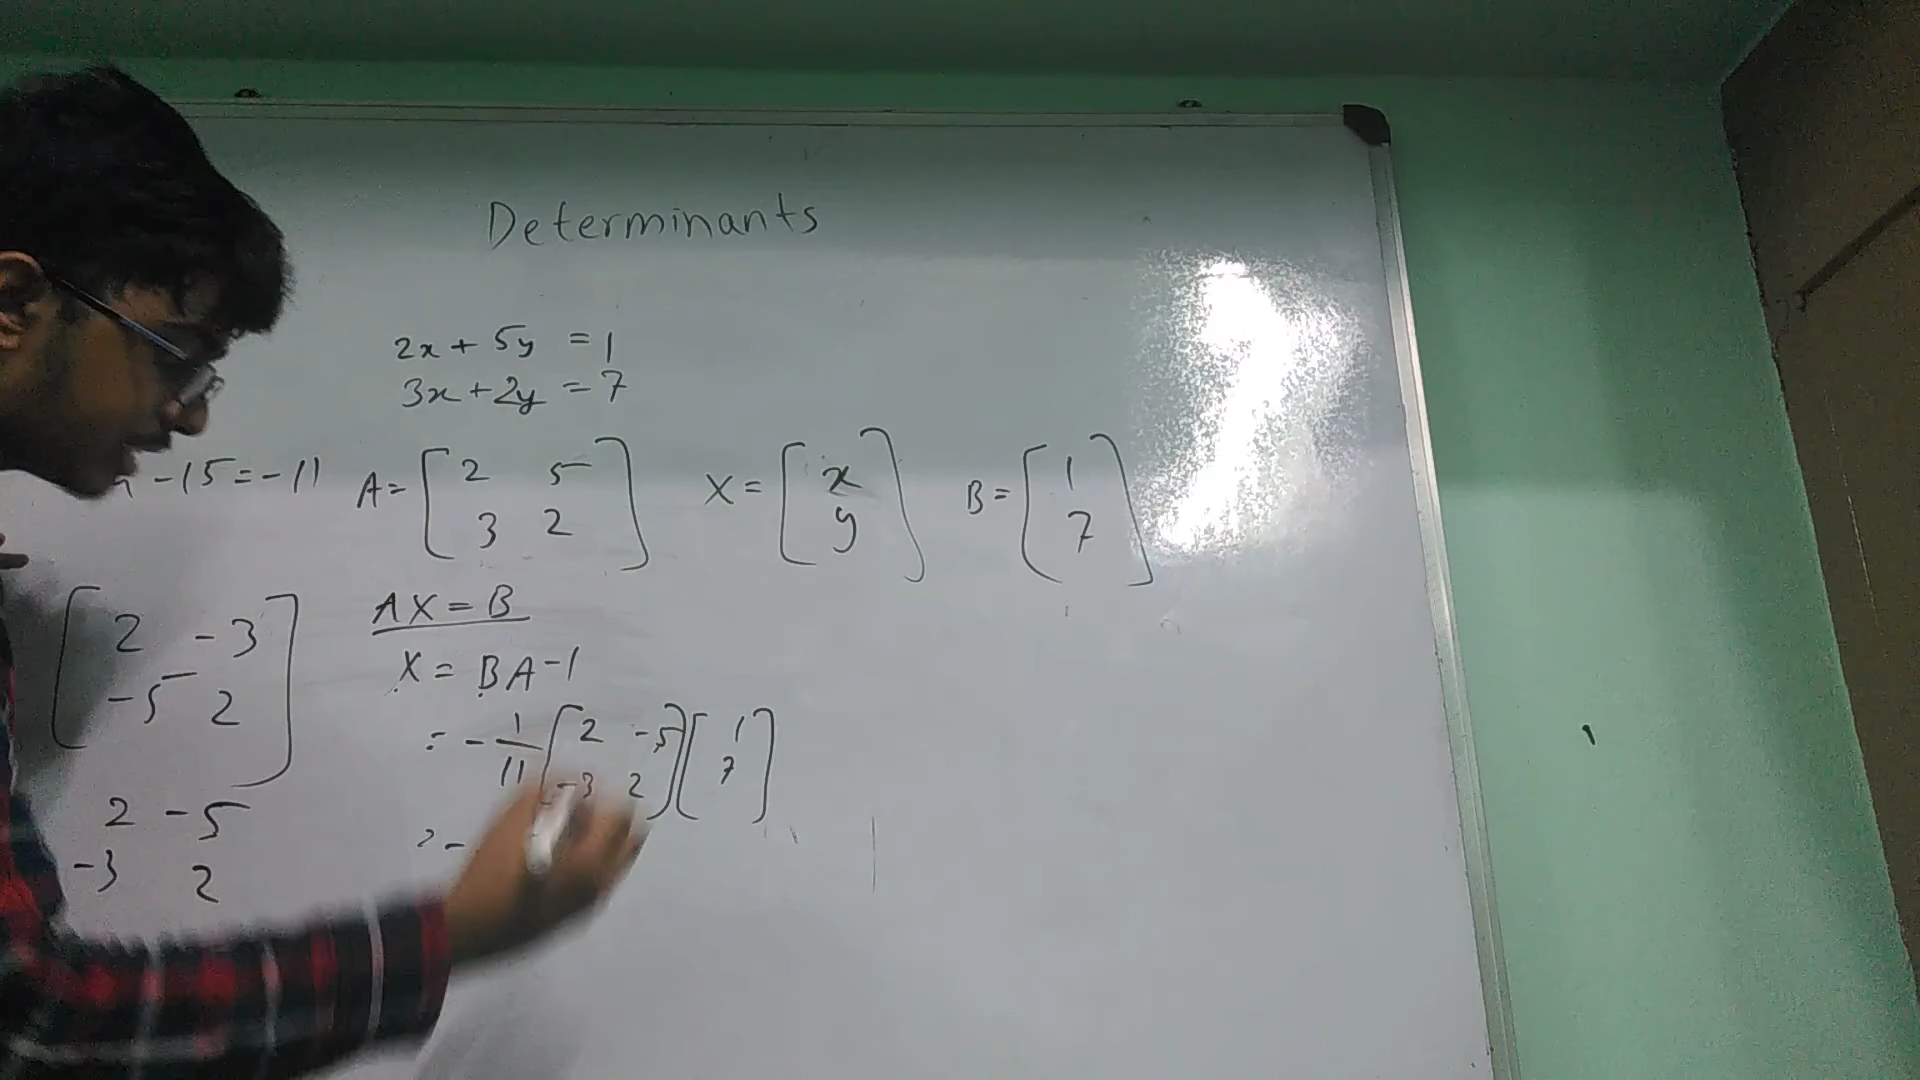 Determinants
2x + 5y = 1
3x + 2y = 7
-15 = -11
A = [2 5
3 2]
X = [x
y]
B = [1
7]
[2 -3
-5 2]
2 -5
-3 2
AX = B
X = BA-1
= -1/11 [2 -5
-3 2] [1
7]